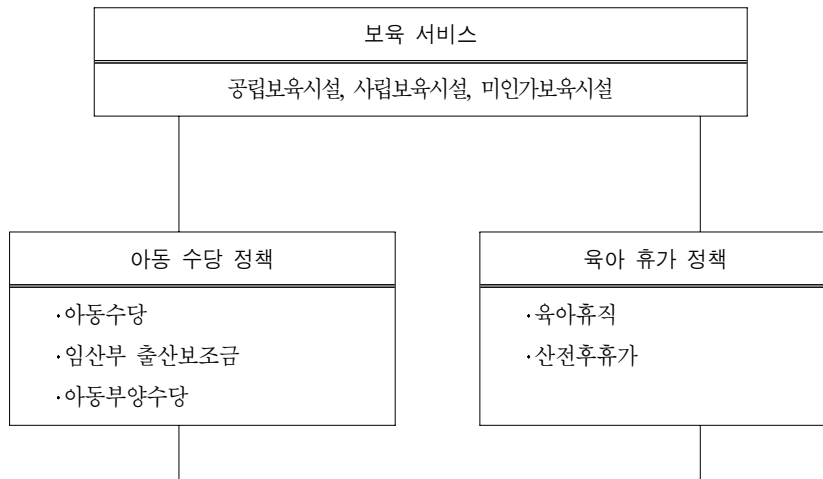 보육 서비스
공립보육시설, 사립보육시설, 미인가보육시설
아동 수당 정책
·아동수당
·임산부 출산보조금
·아동부양수당
육아 휴가 정책
·육아휴직
·산전후휴가